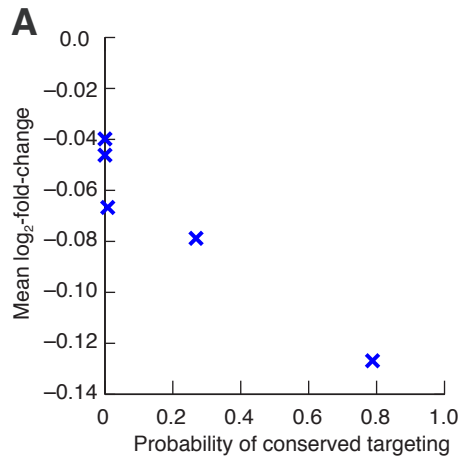 A
0.0
–0.02
–0.04
–0.06
–0.08
–0.10
–0.12
–0.14
Mean log₂-fold-change
0 0.2 0.4 0.6 0.8 1.0
Probability of conserved targeting